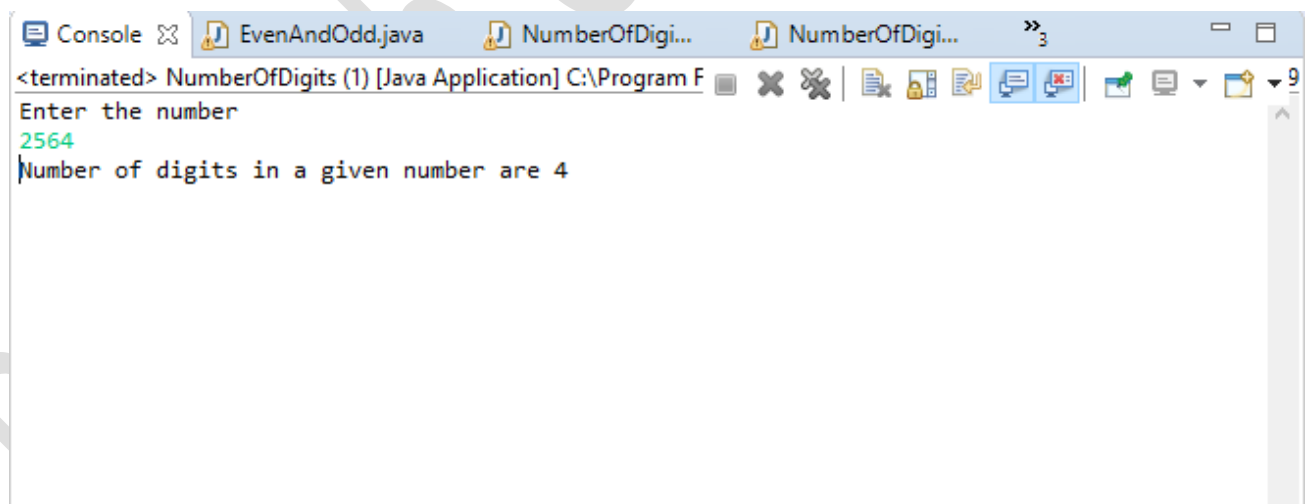 Console EvenAndOdd.java NumberOfDigi... NumberOfDigi... »3
<terminated> NumberOfDigits (1) [Java Application] C:\Program F 9
Enter the number
2564
Number of digits in a given number are 4